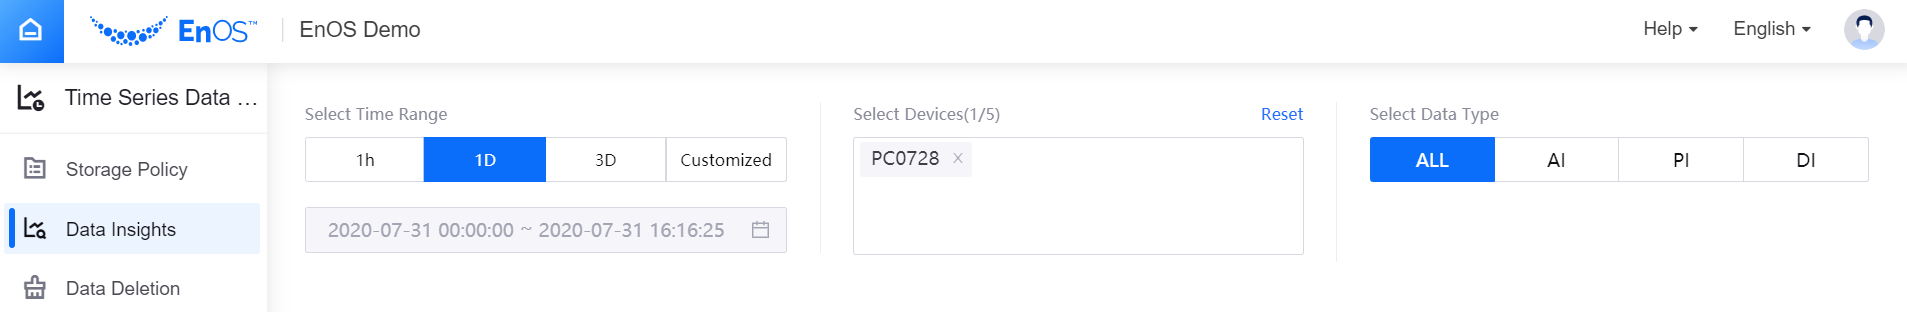 EnOS™ EnOS Demo Help English
Time Series Data ...
Storage Policy
Data Insights
Data Deletion
Select Time Range
1h 1D 3D Customized
2020-07-31 00:00:00 ~ 2020-07-31 16:16:25
Select Devices(1/5) Reset
PC0728 x
Select Data Type
ALL AI PI DI